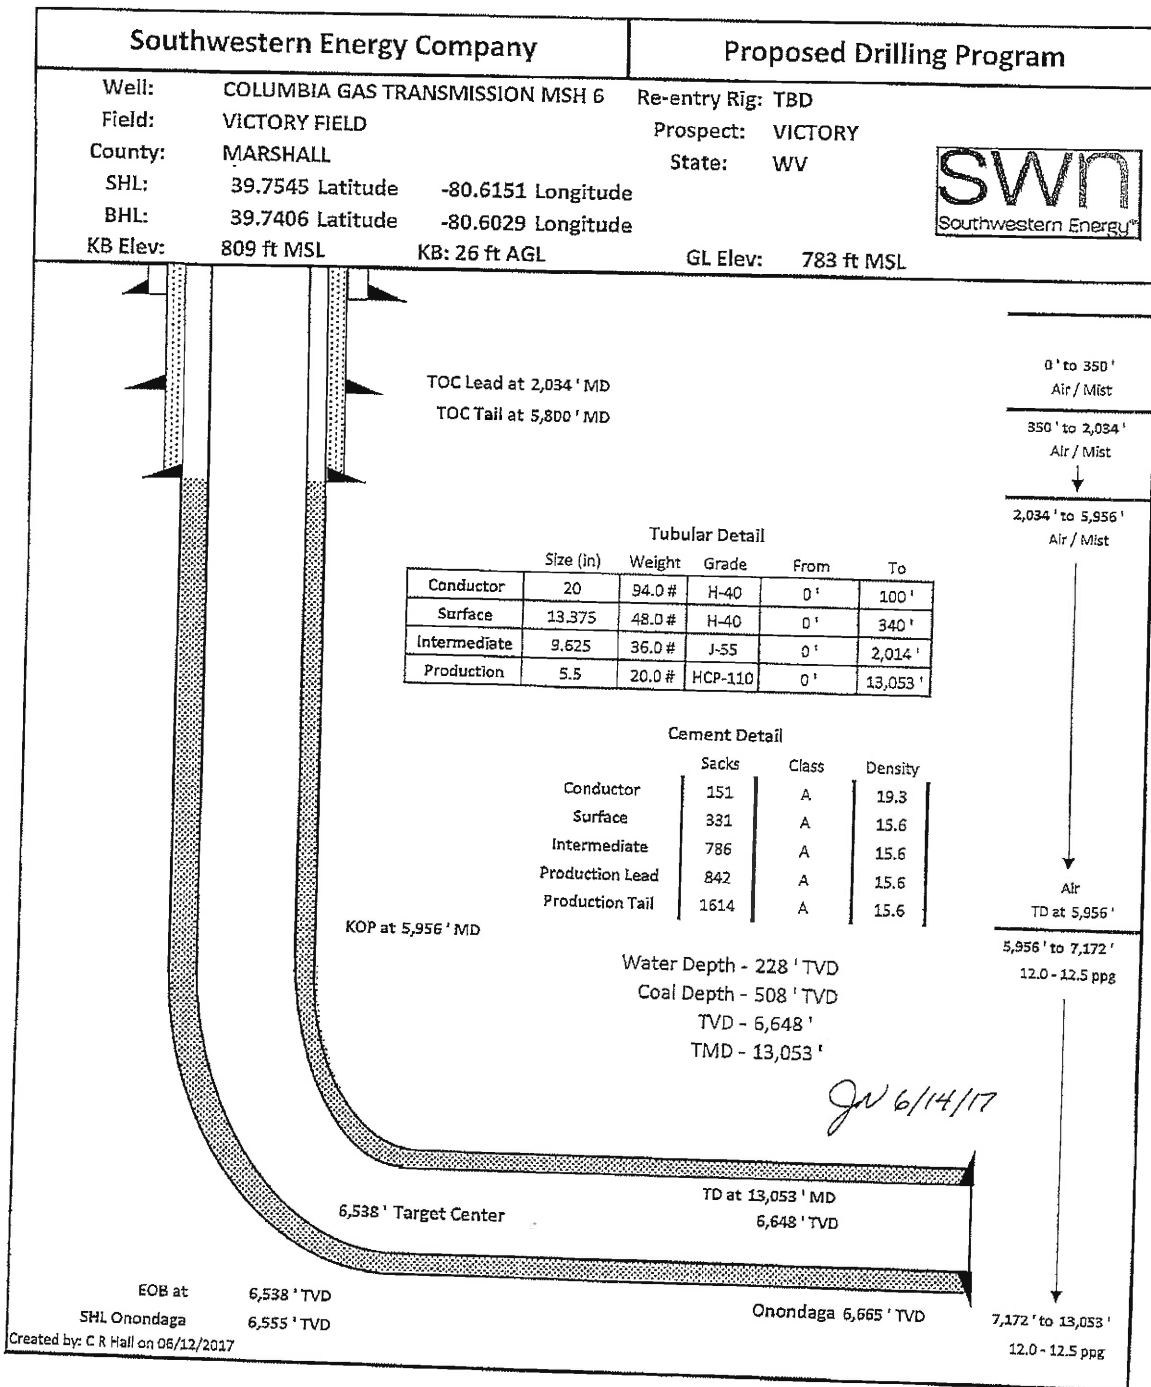 Southwestern Energy Company
Proposed Drilling Program
Well: COLUMBIA GAS TRANSMISSION MSH 6 Re-entry Rig: TBD
Field: VICTORY FIELD Prospect: VICTORY
County: MARSHALL State: WV
SHL: 39.7545 Latitude -80.6151 Longitude
BHL: 39.7406 Latitude -80.6029 Longitude
KB Elev: 809 ft MSL KB: 26 ft AGL GL Elev: 783 ft MSL
swn
Southwestern Energy™
TOC Lead at 2,034 ' MD
TOC Tail at 5,800 ' MD
0 ' to 350 '
Air / Mist
350 ' to 2,034 '
Air / Mist
2,034 ' to 5,956 '
Air / Mist
Tubular Detail
Size (in) Weight Grade From To
Conductor 20 94.0 # H-40 0 ' 100 '
Surface 13.375 48.0 # H-40 0 ' 340 '
Intermediate 9.625 36.0 # J-55 0 ' 2,014 '
Production 5.5 20.0 # HCP-110 0 ' 13,053 '
Cement Detail
Sacks Class Density
Conductor 151 A 19.3
Surface 331 A 15.6
Intermediate 786 A 15.6
Production Lead 842 A 15.6
Production Tail 1614 A 15.6
Air
TD at 5,956 '
KOP at 5,956 ' MD
5,956 ' to 7,172 '
12.0 - 12.5 ppg
Water Depth - 228 ' TVD
Coal Depth - 508 ' TVD
TVD - 6,648 '
TMD - 13,053 '
JN 6/14/17
TD at 13,053 ' MD
6,648 ' TVD
6,538 ' Target Center
EOB at 6,538 ' TVD
SHL Onondaga 6,555 ' TVD
Onondaga 6,665 ' TVD
7,172 ' to 13,053 '
12.0 - 12.5 ppg
Created by: C R Hall on 06/12/2017